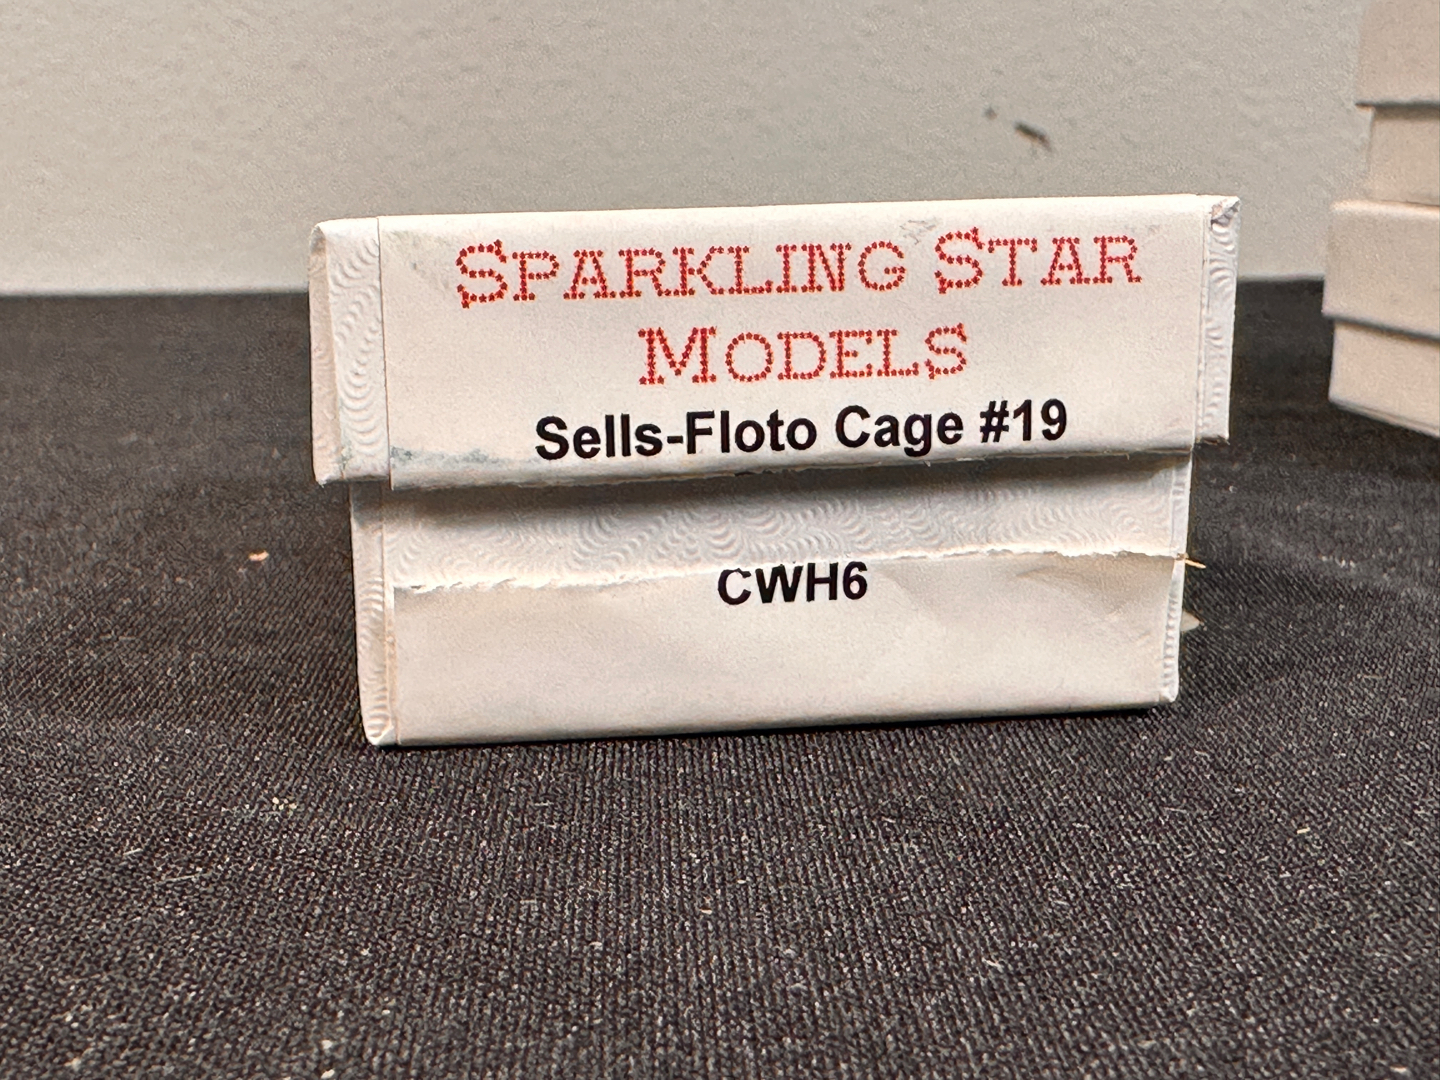 SPARKLING STAR
MODELS
Sells-Floto Cage #19
CWH6